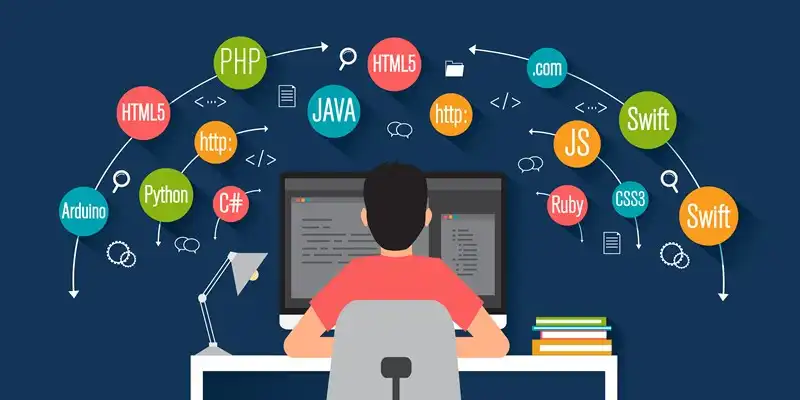 PHP
HTML5
.com
HTML5
JAVA
http:
Swift
http:
JS
Arduino
Python
C#
Ruby
CSS3
Swift